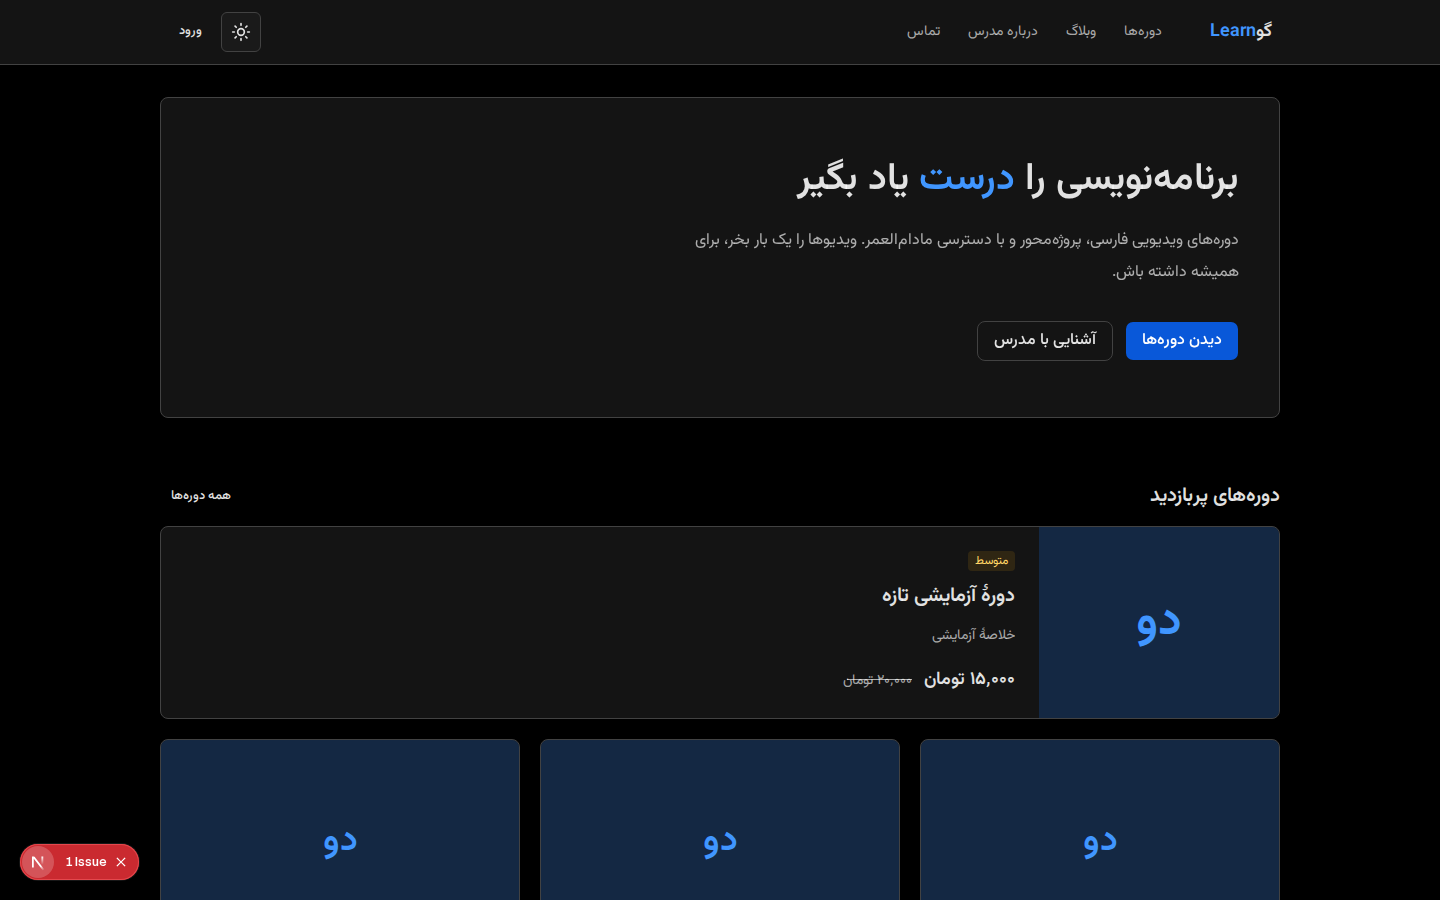 گوLearn
دوره‌ها
وبلاگ
درباره مدرس
تماس
ورود
برنامه‌نویسی را درست یاد بگیر
دوره‌های ویدیویی فارسی، پروژه‌محور و با دسترسی مادام‌العمر. ویدیوها را یک بار بخر، برای
همیشه داشته باش.
دیدن دوره‌ها
آشنایی با مدرس
دوره‌های پربازدید
همه دوره‌ها
دو
متوسط
دورهٔ آزمایشی تازه
خلاصهٔ آزمایشی
۱۵,۰۰۰ تومان ۲۰,۰۰۰ تومان
دو
دو
دو
N 1 Issue